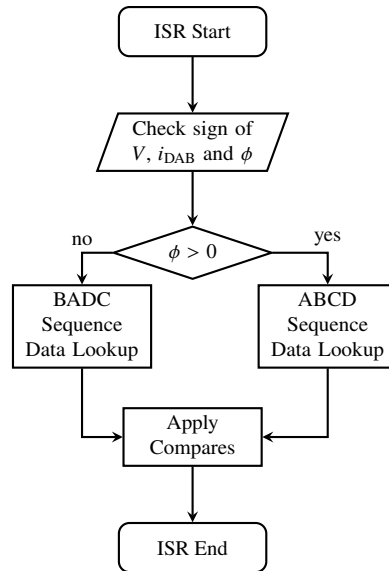 ISR Start
Check sign of
V, i_DAB and ϕ
ϕ > 0
no
yes
BADC
Sequence
Data Lookup
ABCD
Sequence
Data Lookup
Apply
Compares
ISR End